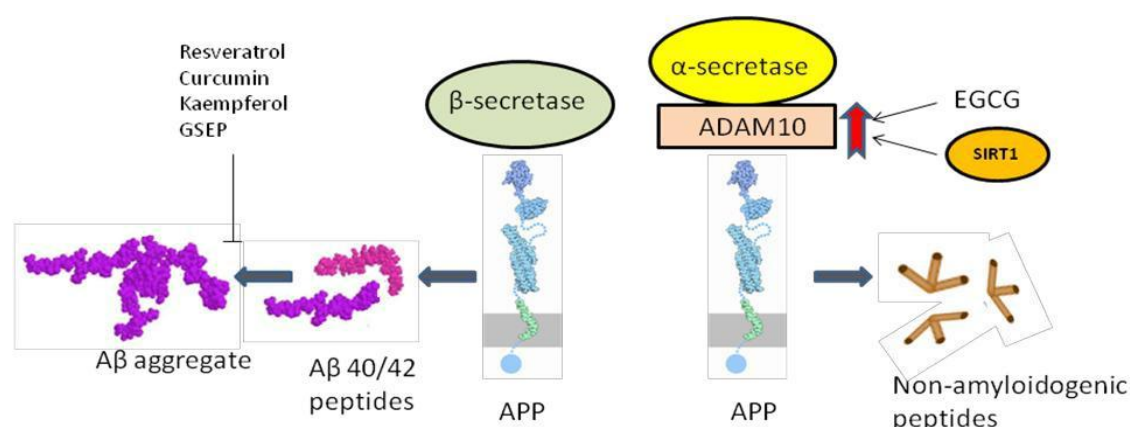 Resveratrol
Curcumin
Kaempferol
GSEP
β-secretase
α-secretase
ADAM10
EGCG
SIRT1
Aβ aggregate
Aβ 40/42
peptides
APP
APP
Non-amyloidogenic
peptides